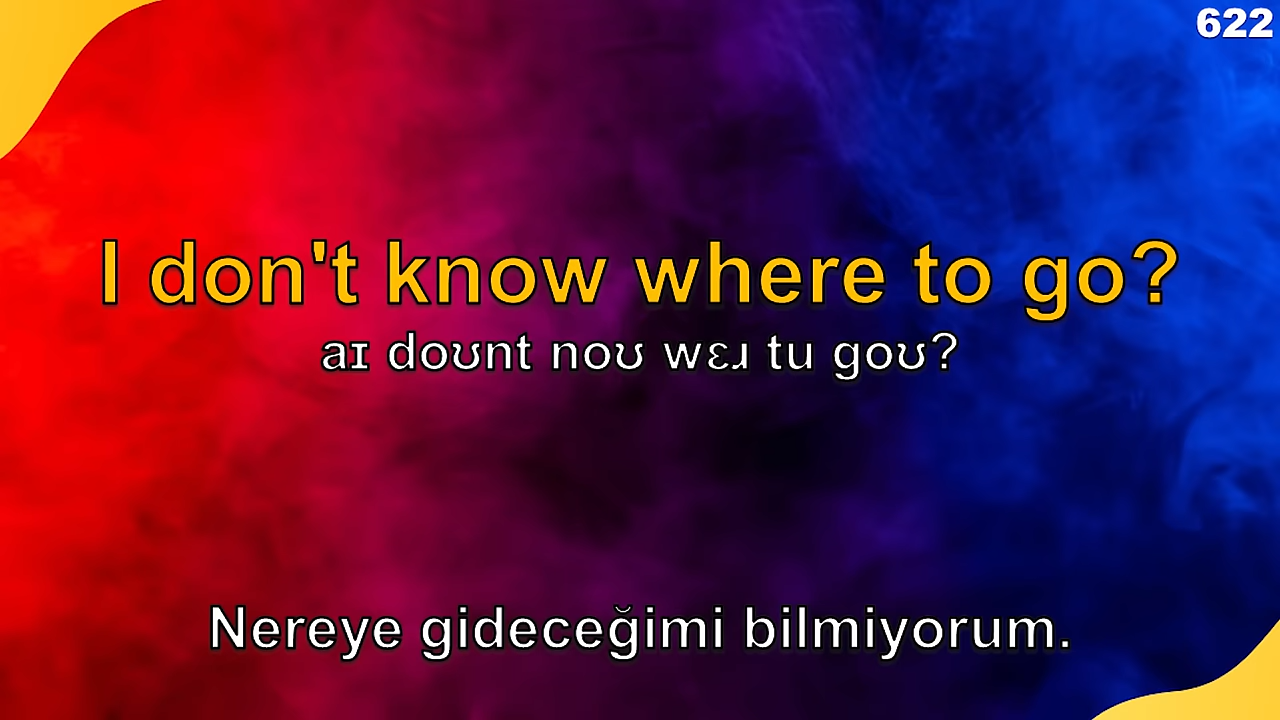 622
I don't know where to go?
aɪ doʊnt noʊ wɛɹ tu goʊ?
Nereye gideceğimi bilmiyorum.